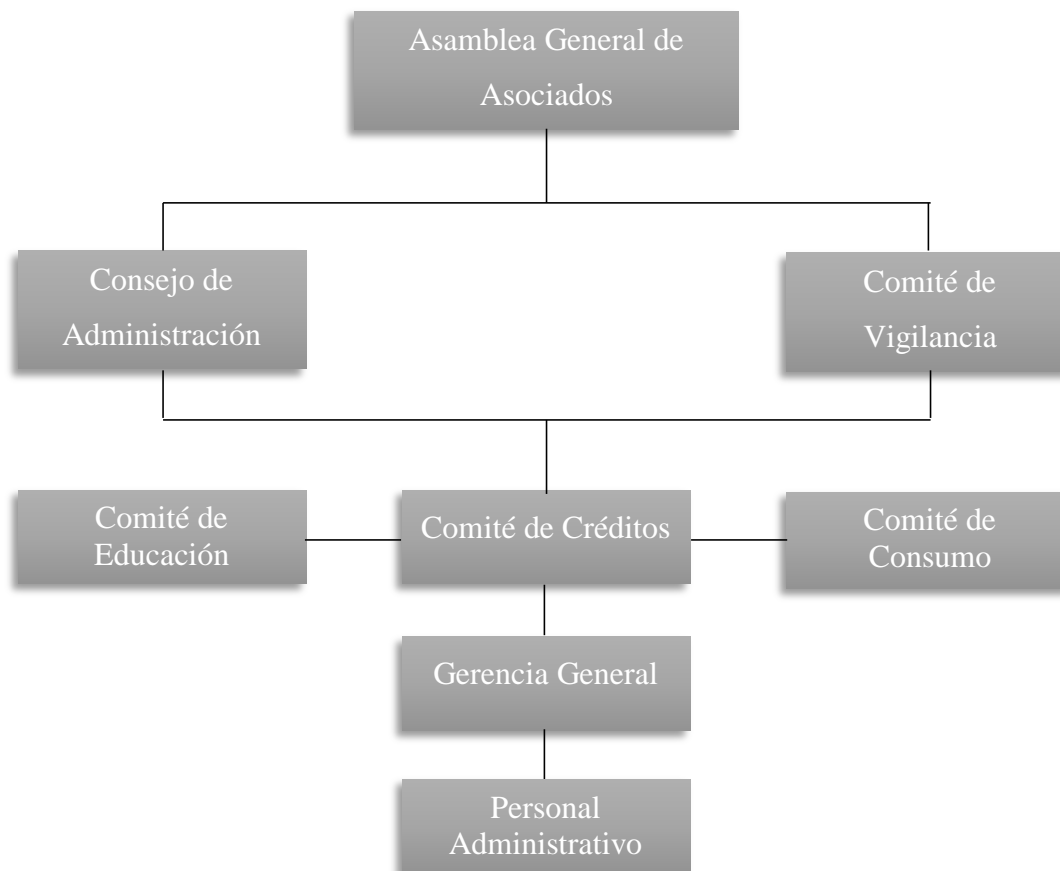 Asamblea General de
Asociados
Consejo de
Administración
Comité de
Vigilancia
Comité de
Educación
Comité de Créditos
Comité de
Consumo
Gerencia General
Personal
Administrativo